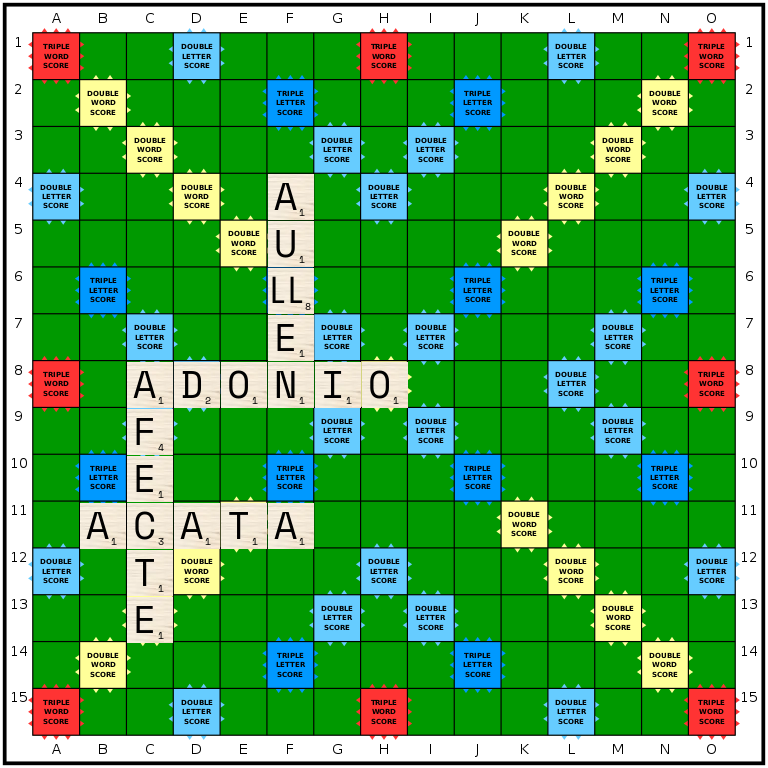 A B C D E F G H I J K L M N O
1 TRIPLE WORD SCORE DOUBLE LETTER SCORE TRIPLE WORD SCORE DOUBLE LETTER SCORE TRIPLE WORD SCORE 1
2 DOUBLE WORD SCORE TRIPLE LETTER SCORE TRIPLE LETTER SCORE DOUBLE WORD SCORE 2
3 DOUBLE WORD SCORE DOUBLE LETTER SCORE DOUBLE LETTER SCORE DOUBLE WORD SCORE 3
4 DOUBLE LETTER SCORE DOUBLE WORD SCORE A1 DOUBLE LETTER SCORE DOUBLE WORD SCORE DOUBLE LETTER SCORE 4
5 DOUBLE WORD SCORE U1 DOUBLE WORD SCORE 5
6 TRIPLE LETTER SCORE LL8 TRIPLE LETTER SCORE TRIPLE LETTER SCORE 6
7 DOUBLE LETTER SCORE E1 DOUBLE LETTER SCORE DOUBLE LETTER SCORE DOUBLE LETTER SCORE 7
8 TRIPLE WORD SCORE A1 D2 O1 N1 I1 O1 DOUBLE LETTER SCORE TRIPLE WORD SCORE 8
9 F4 DOUBLE LETTER SCORE DOUBLE LETTER SCORE DOUBLE LETTER SCORE 9
10 TRIPLE LETTER SCORE E1 TRIPLE LETTER SCORE TRIPLE LETTER SCORE TRIPLE LETTER SCORE 10
11 A1 C3 A1 T1 A1 DOUBLE WORD SCORE 11
12 DOUBLE LETTER SCORE T1 DOUBLE WORD SCORE DOUBLE LETTER SCORE DOUBLE WORD SCORE DOUBLE LETTER SCORE 12
13 E1 DOUBLE LETTER SCORE DOUBLE LETTER SCORE DOUBLE WORD SCORE 13
14 DOUBLE WORD SCORE TRIPLE LETTER SCORE TRIPLE LETTER SCORE DOUBLE WORD SCORE 14
15 TRIPLE WORD SCORE DOUBLE LETTER SCORE TRIPLE WORD SCORE DOUBLE LETTER SCORE TRIPLE WORD SCORE 15
A B C D E F G H I J K L M N O